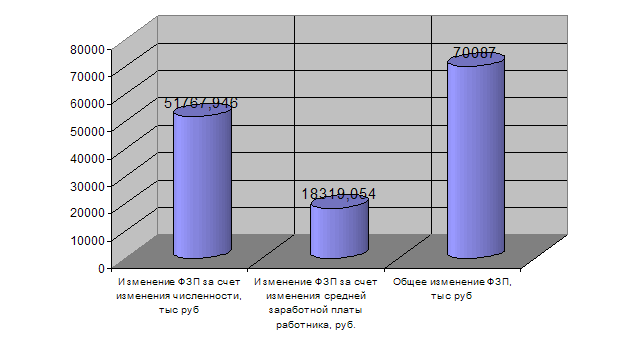 80000
70000
60000
50000
40000
30000
20000
10000
0
51767,946
18319,054
70087
Изменение ФЗП за счет
изменения численности,
тыс руб
Изменение ФЗП за счет
изменения средней
заработной платы
работника, руб.
Общее изменение ФЗП,
тыс руб